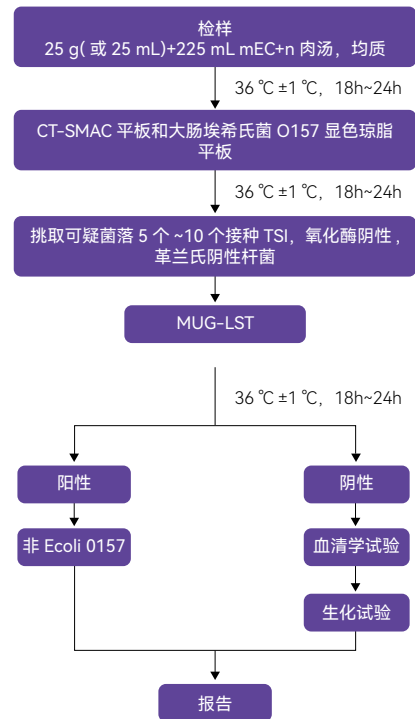 检样
25 g( 或 25 mL)+225 mL mEC+n 肉汤，均质
36 ℃ ±1 ℃，18h~24h
CT-SMAC 平板和大肠埃希氏菌 O157 显色琼脂
平板
36 ℃ ±1 ℃，18h~24h
挑取可疑菌落 5 个 ~10 个接种 TSI，氧化酶阴性，
革兰氏阴性杆菌
MUG-LST
36 ℃ ±1 ℃，18h~24h
阳性
阴性
非 Ecoli 0157
血清学试验
生化试验
报告